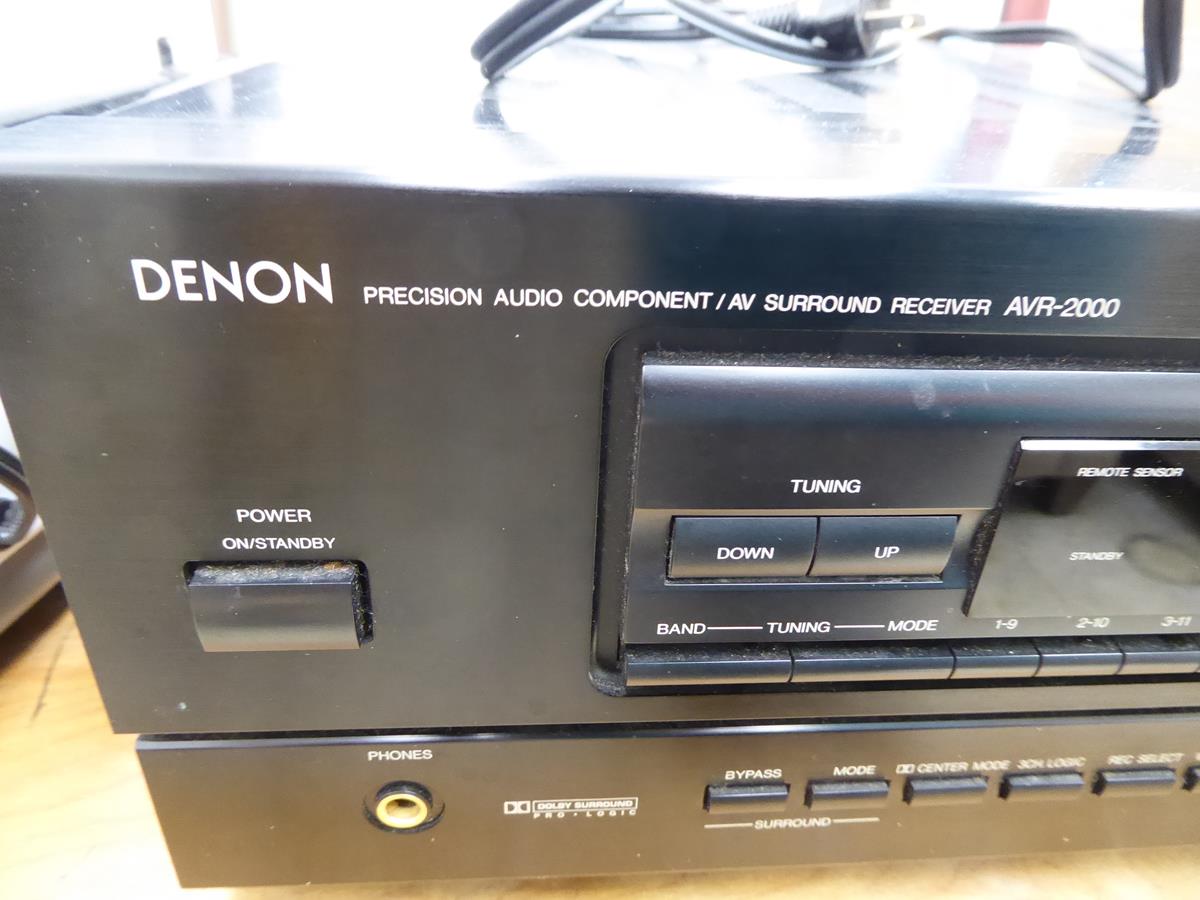 DENON PRECISION AUDIO COMPONENT / AV SURROUND RECEIVER AVR-2000
REMOTE SENSOR
TUNING
POWER
ON/STANDBY
DOWN UP
STANDBY
BAND TUNING MODE 1-9 2-10 3-11
PHONES
BYPASS MODE CENTER MODE 3CH. LOGIC REC SELECT
DOLBY SURROUND
PRO • LOGIC
SURROUND